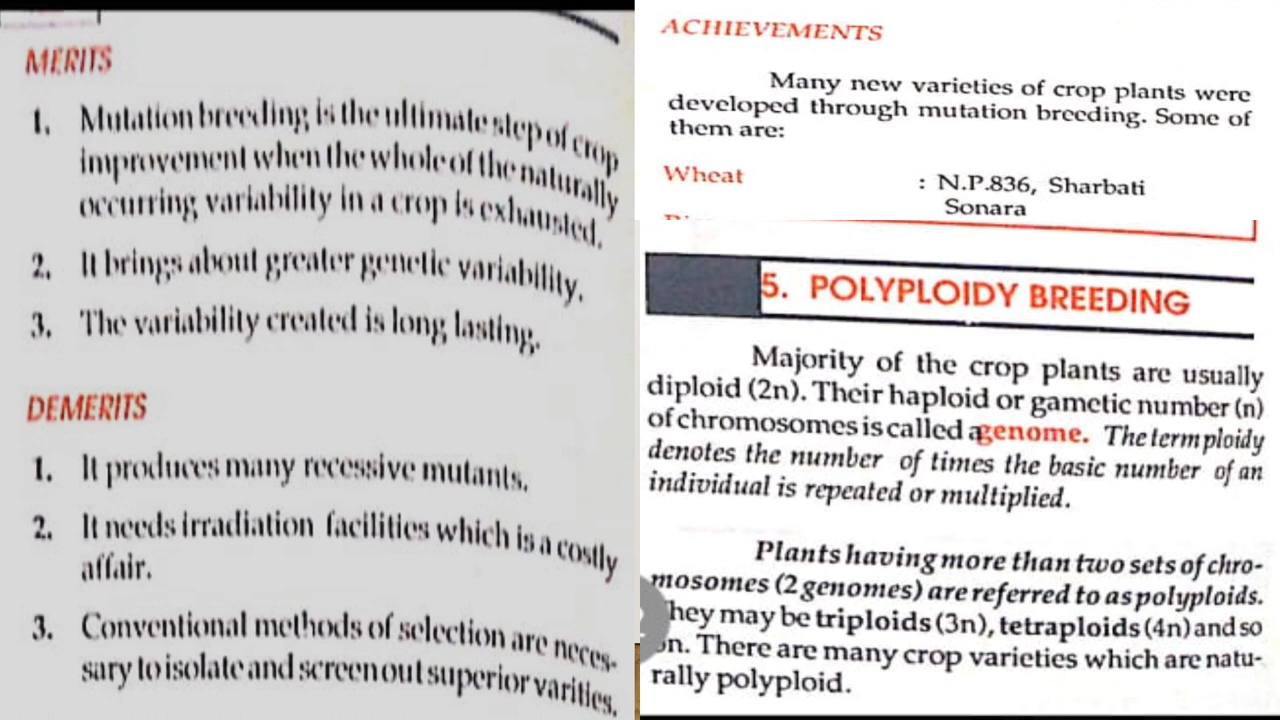 MERITS
1. Mutation breeding is the ultimate step of crop
improvement when the whole of the naturally
occurring variability in a crop is exhausted.
2. It brings about greater genetic variability.
3. The variability created is long lasting.
DEMERITS
1. It produces many recessive mutants.
2. It needs irradiation facilities which is a costly
affair.
3. Conventional methods of selection are neces-
sary to isolate and screen out superior varities.
ACHIEVEMENTS
Many new varieties of crop plants were
developed through mutation breeding. Some of
them are:
Wheat : N.P.836, Sharbati
Sonara
5. POLYPLOIDY BREEDING
Majority of the crop plants are usually
diploid (2n). Their haploid or gametic number (n)
of chromosomes is called a genome. The term ploidy
denotes the number of times the basic number of an
individual is repeated or multiplied.
Plants having more than two sets of chro-
mosomes (2 genomes) are referred to as polyploids.
hey may be triploids (3n), tetraploids (4n) and so
on. There are many crop varieties which are natu-
rally polyploid.